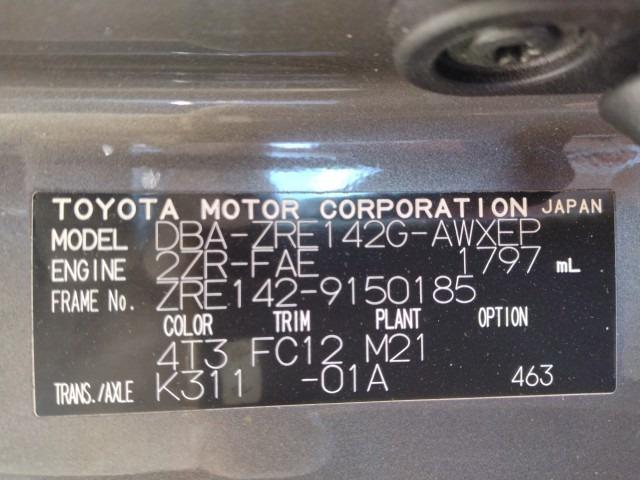 TOYOTA MOTOR CORPORATION JAPAN
MODEL DBA-ZRE142G-AWXEP
ENGINE 2ZR-FAE 1797 mL
FRAME No. ZRE142-9150185
COLOR TRIM PLANT OPTION
4T3 FC12 M21
TRANS./AXLE K311 -01A 463